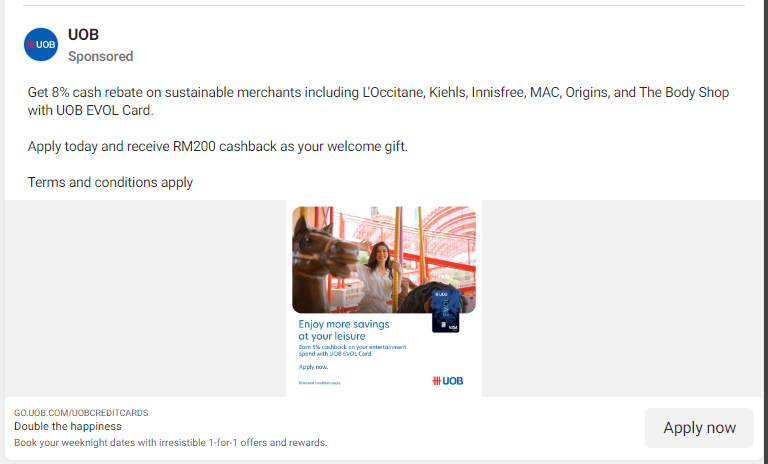 UOB
UOB
Sponsored
Get 8% cash rebate on sustainable merchants including L'Occitane, Kiehls, Innisfree, MAC, Origins, and The Body Shop
with UOB EVOL Card.
Apply today and receive RM200 cashback as your welcome gift.
Terms and conditions apply
UOB
VISA
Enjoy more savings
at your leisure
Earn 5% cashback on your entertainment
spend with UOB EVOL Card.
Apply now.
Terms and conditions apply.
UOB
GO.UOB.COM/UOBCREDITCARDS
Double the happiness
Book your weeknight dates with irresistible 1-for-1 offers and rewards.
Apply now